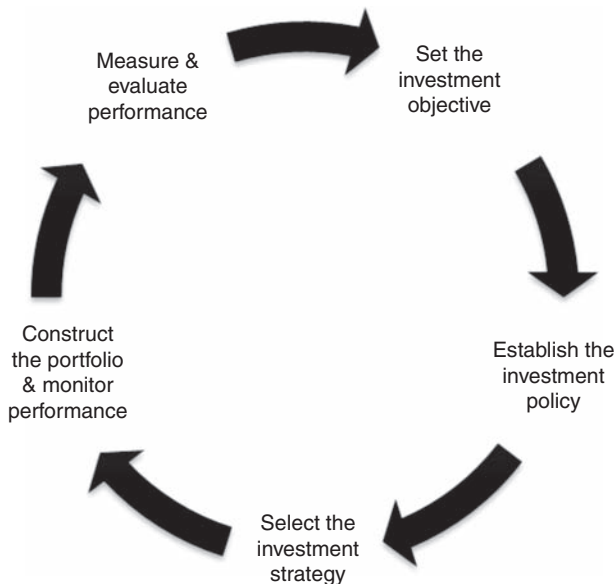 Measure &
evaluate
performance
Set the
investment
objective
Establish the
investment
policy
Select the
investment
strategy
Construct
the portfolio
& monitor
performance